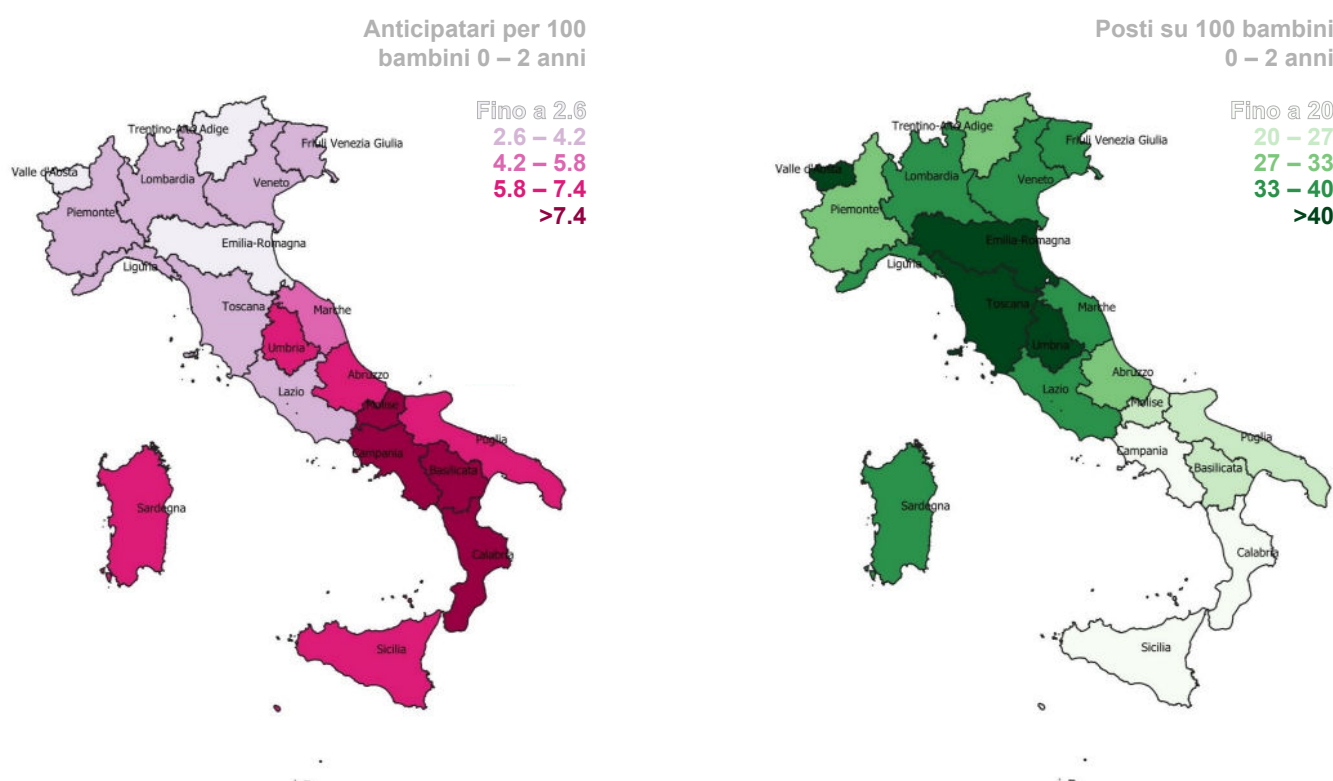 Anticipatari per 100
bambini 0 – 2 anni
Fino a 2.6
2.6 – 4.2
4.2 – 5.8
5.8 – 7.4
>7.4
Trentino-Alto Adige
Friuli Venezia Giulia
Valle d'Aosta
Lombardia
Veneto
Piemonte
Emilia-Romagna
Liguria
Toscana
Marche
Umbria
Abruzzo
Lazio
Molise
Puglia
Campania
Basilicata
Sardegna
Calabria
Sicilia
Posti su 100 bambini
0 – 2 anni
Fino a 20
20 – 27
27 – 33
33 – 40
>40
Trentino-Alto Adige
Friuli Venezia Giulia
Valle d'Aosta
Lombardia
Veneto
Piemonte
Emilia-Romagna
Liguria
Toscana
Marche
Umbria
Abruzzo
Lazio
Molise
Puglia
Campania
Basilicata
Sardegna
Calabria
Sicilia